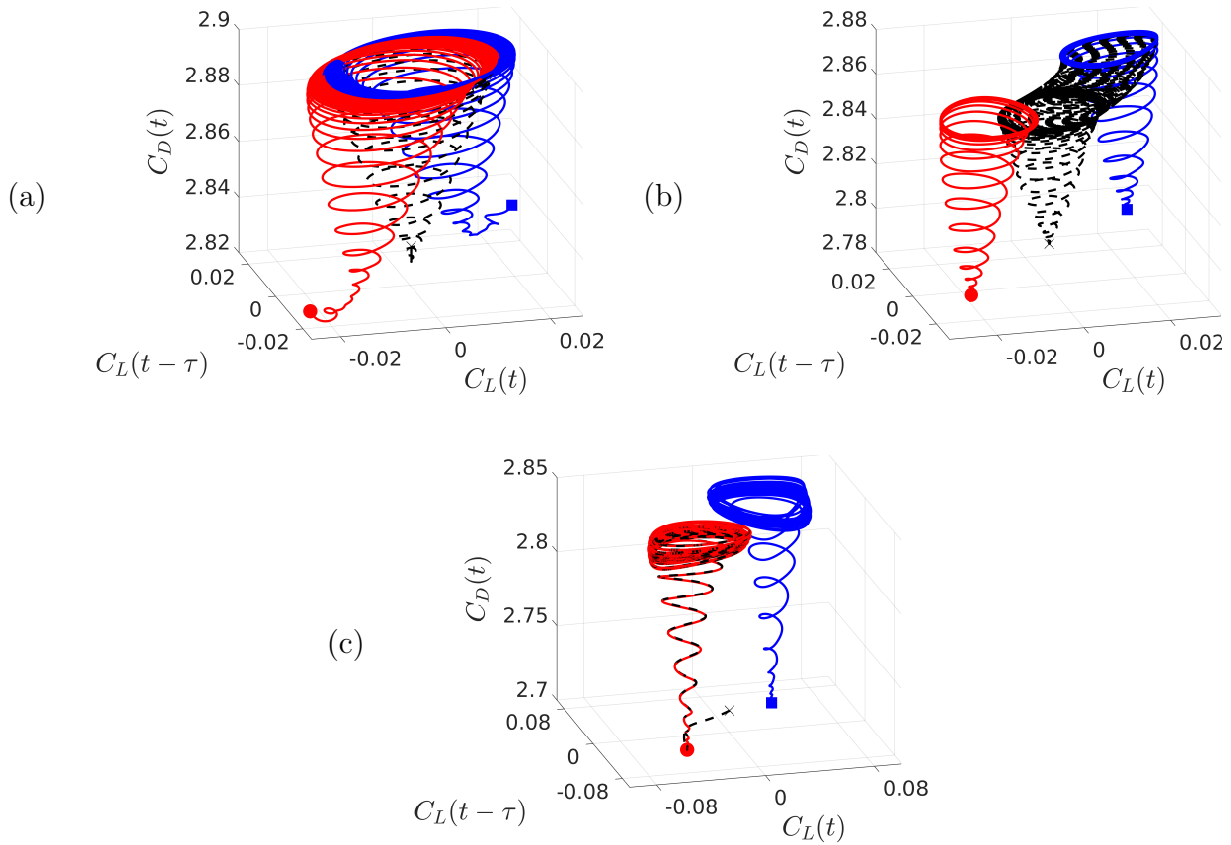 (a)
C_D(t)
2.9
2.88
2.86
2.84
2.82
0.02
0
-0.02
C_L(t − τ)
-0.02
0
0.02
C_L(t)
(b)
C_D(t)
2.88
2.86
2.84
2.82
2.8
2.78
0.02
0
-0.02
C_L(t − τ)
-0.02
0
0.02
C_L(t)
(c)
C_D(t)
2.85
2.8
2.75
2.7
0.08
0
-0.08
C_L(t − τ)
-0.08
0
0.08
C_L(t)